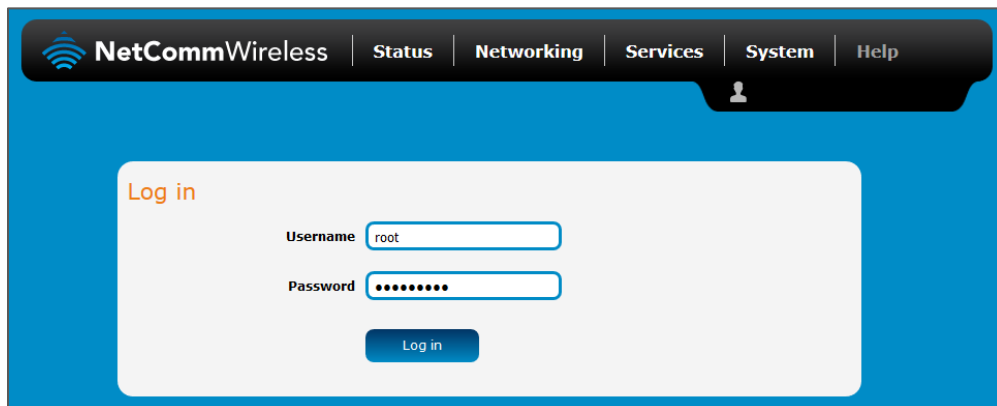 NetCommWireless Status Networking Services System Help
Log in
Username root
Password •••••••••
Log in